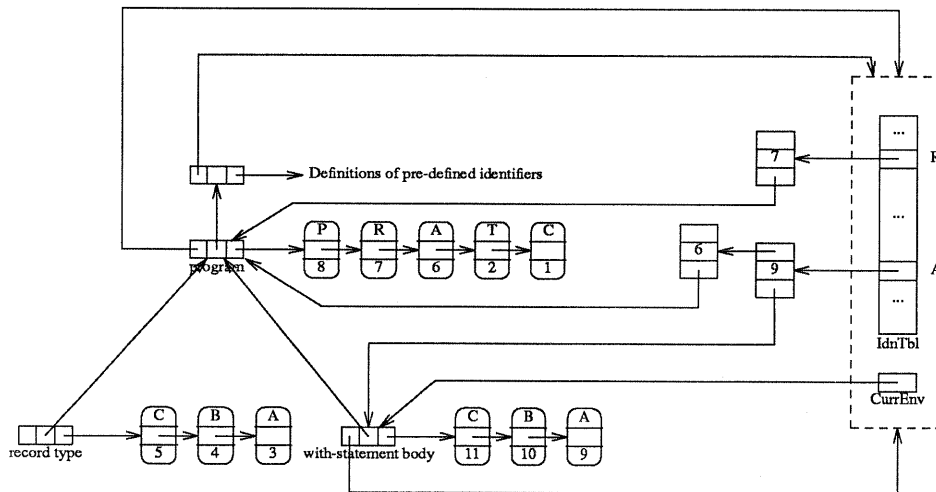 ...
R
7
Definitions of pre-defined identifiers
...
P R A T C
8 7 6 2 1
program
6
9
A
...
IdnTbl
CurrEnv
C B A
5 4 3
record type
C B A
11 10 9
with-statement body